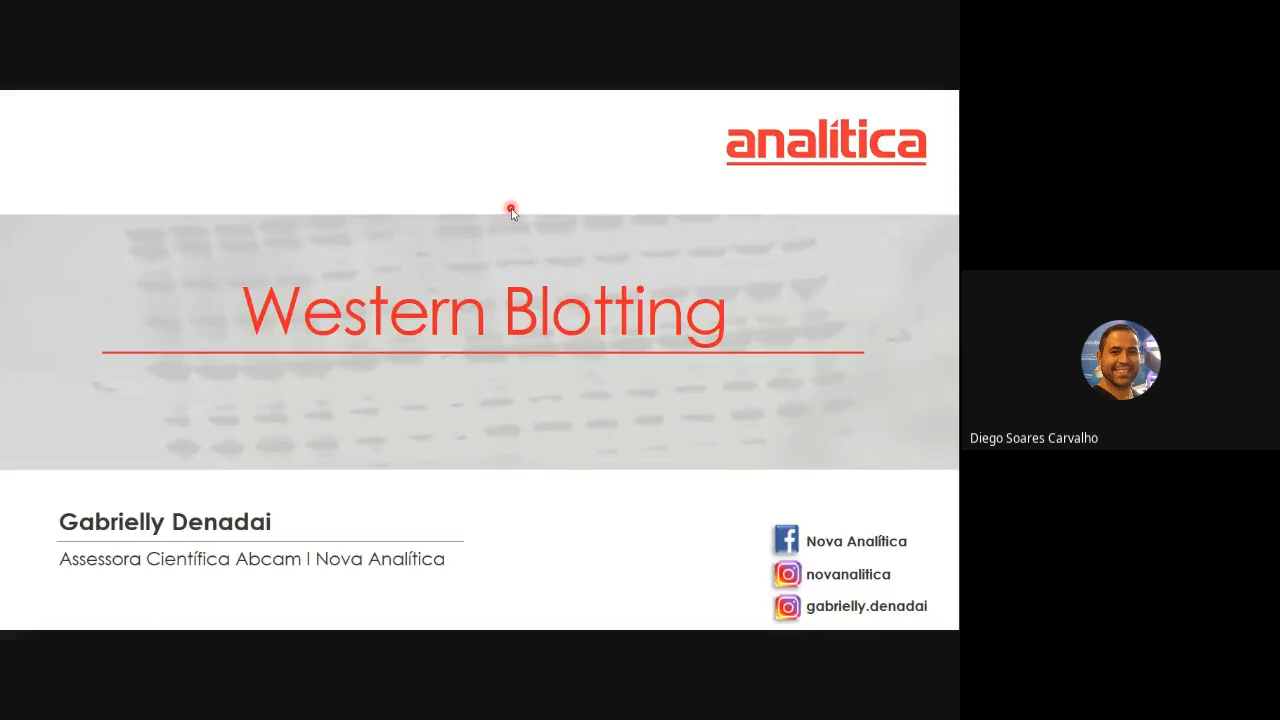 analítica
Western Blotting
Gabrielly Denadai
Assessora Científica Abcam | Nova Analítica
Nova Analítica
novanalitica
gabrielly.denadai
Diego Soares Carvalho